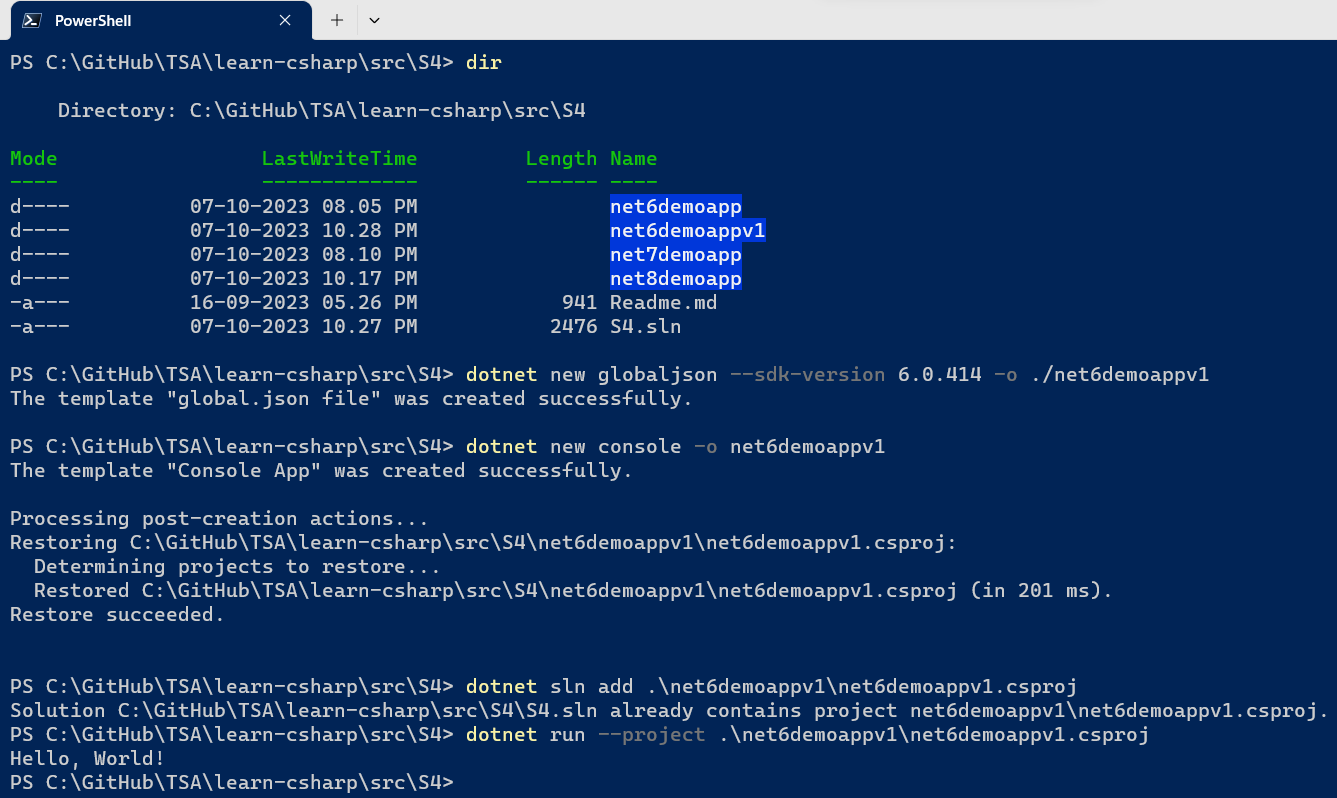 PowerShell
PS C:\GitHub\TSA\learn-csharp\src\S4> dir
    Directory: C:\GitHub\TSA\learn-csharp\src\S4
Mode                 LastWriteTime         Length Name
----                 -------------         ------ ----
d----          07-10-2023 08.05 PM                net6demoapp
d----          07-10-2023 10.28 PM                net6demoappv1
d----          07-10-2023 08.10 PM                net7demoapp
d----          07-10-2023 10.17 PM                net8demoapp
-a---          16-09-2023 05.26 PM            941 Readme.md
-a---          07-10-2023 10.27 PM           2476 S4.sln
PS C:\GitHub\TSA\learn-csharp\src\S4> dotnet new globaljson --sdk-version 6.0.414 -o ./net6demoappv1
The template "global.json file" was created successfully.
PS C:\GitHub\TSA\learn-csharp\src\S4> dotnet new console -o net6demoappv1
The template "Console App" was created successfully.
Processing post-creation actions...
Restoring C:\GitHub\TSA\learn-csharp\src\S4\net6demoappv1\net6demoappv1.csproj:
  Determining projects to restore...
  Restored C:\GitHub\TSA\learn-csharp\src\S4\net6demoappv1\net6demoappv1.csproj (in 201 ms).
Restore succeeded.
PS C:\GitHub\TSA\learn-csharp\src\S4> dotnet sln add .\net6demoappv1\net6demoappv1.csproj
Solution C:\GitHub\TSA\learn-csharp\src\S4\S4.sln already contains project net6demoappv1\net6demoappv1.csproj.
PS C:\GitHub\TSA\learn-csharp\src\S4> dotnet run --project .\net6demoappv1\net6demoappv1.csproj
Hello, World!
PS C:\GitHub\TSA\learn-csharp\src\S4>